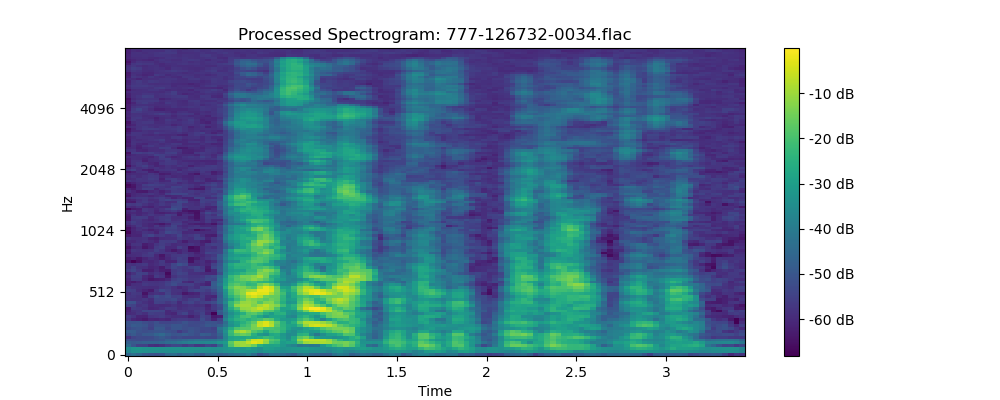 Processed Spectrogram: 777-126732-0034.flac
Hz
4096
2048
1024
512
0
0 0.5 1 1.5 2 2.5 3
Time
-10 dB
-20 dB
-30 dB
-40 dB
-50 dB
-60 dB